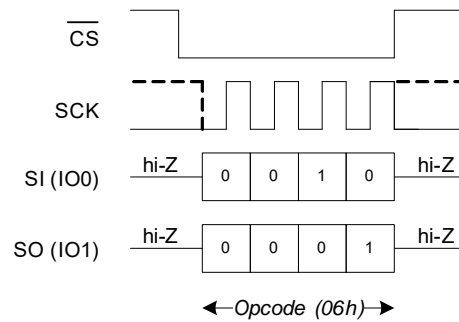 CS
SCK
hi-Z
hi-Z
SI (IO0)
0 0 1 0
hi-Z
hi-Z
SO (IO1)
0 0 0 1
Opcode (06h)